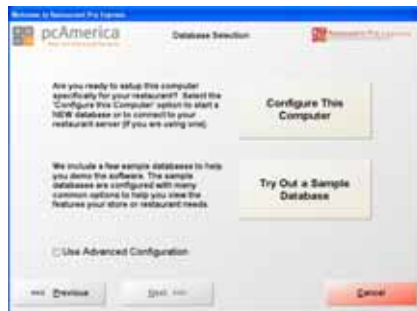 Welcome to Restaurant Pro Express
pcAmerica
Database Selection
Restaurant Pro Express
Are you ready to setup this computer
specifically for your restaurant? Select the
'Configure this Computer' option to start a
NEW database or to connect to your
restaurant server (if you are using one).
Configure This
Computer
We include a few sample databases to help
you demo the software. The sample
databases are configured with many
common options to help you view the
features your store or restaurant needs.
Try Out a Sample
Database
Use Advanced Configuration
<<< Previous
Next >>>
Cancel